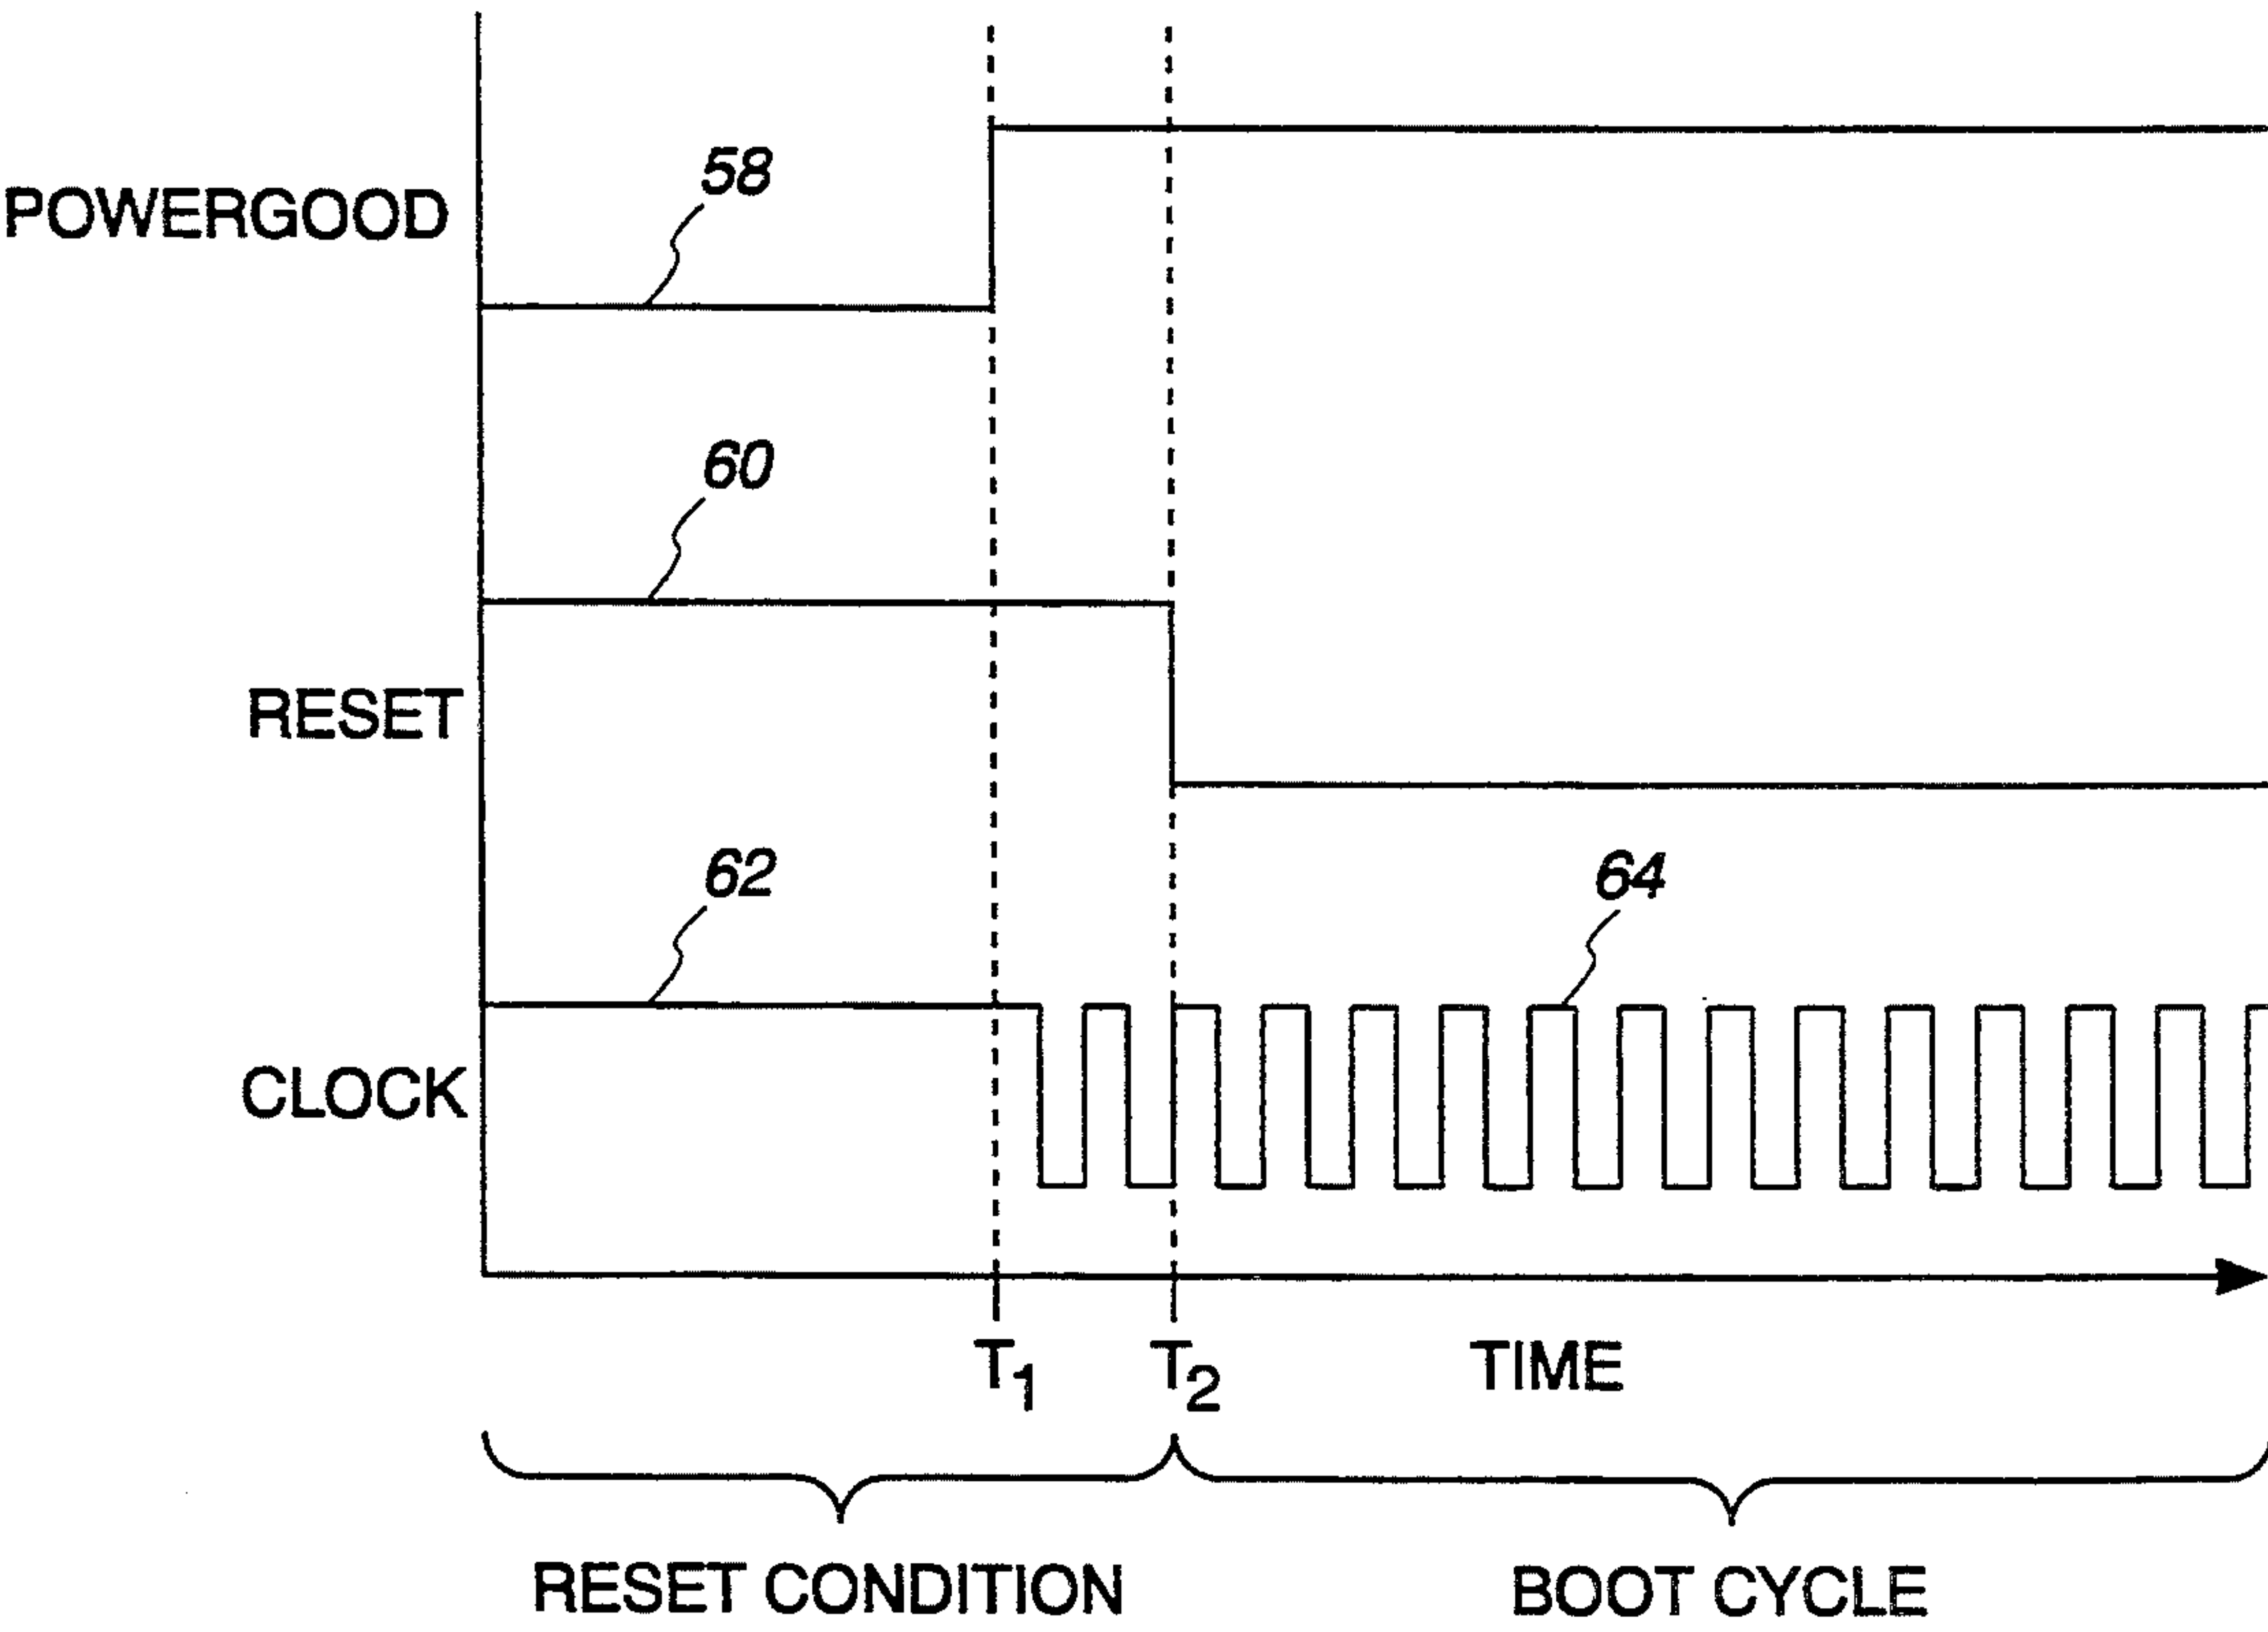 58
POWERGOOD
60
RESET
62
64
CLOCK
T1
T2
TIME
RESET CONDITION
BOOT CYCLE